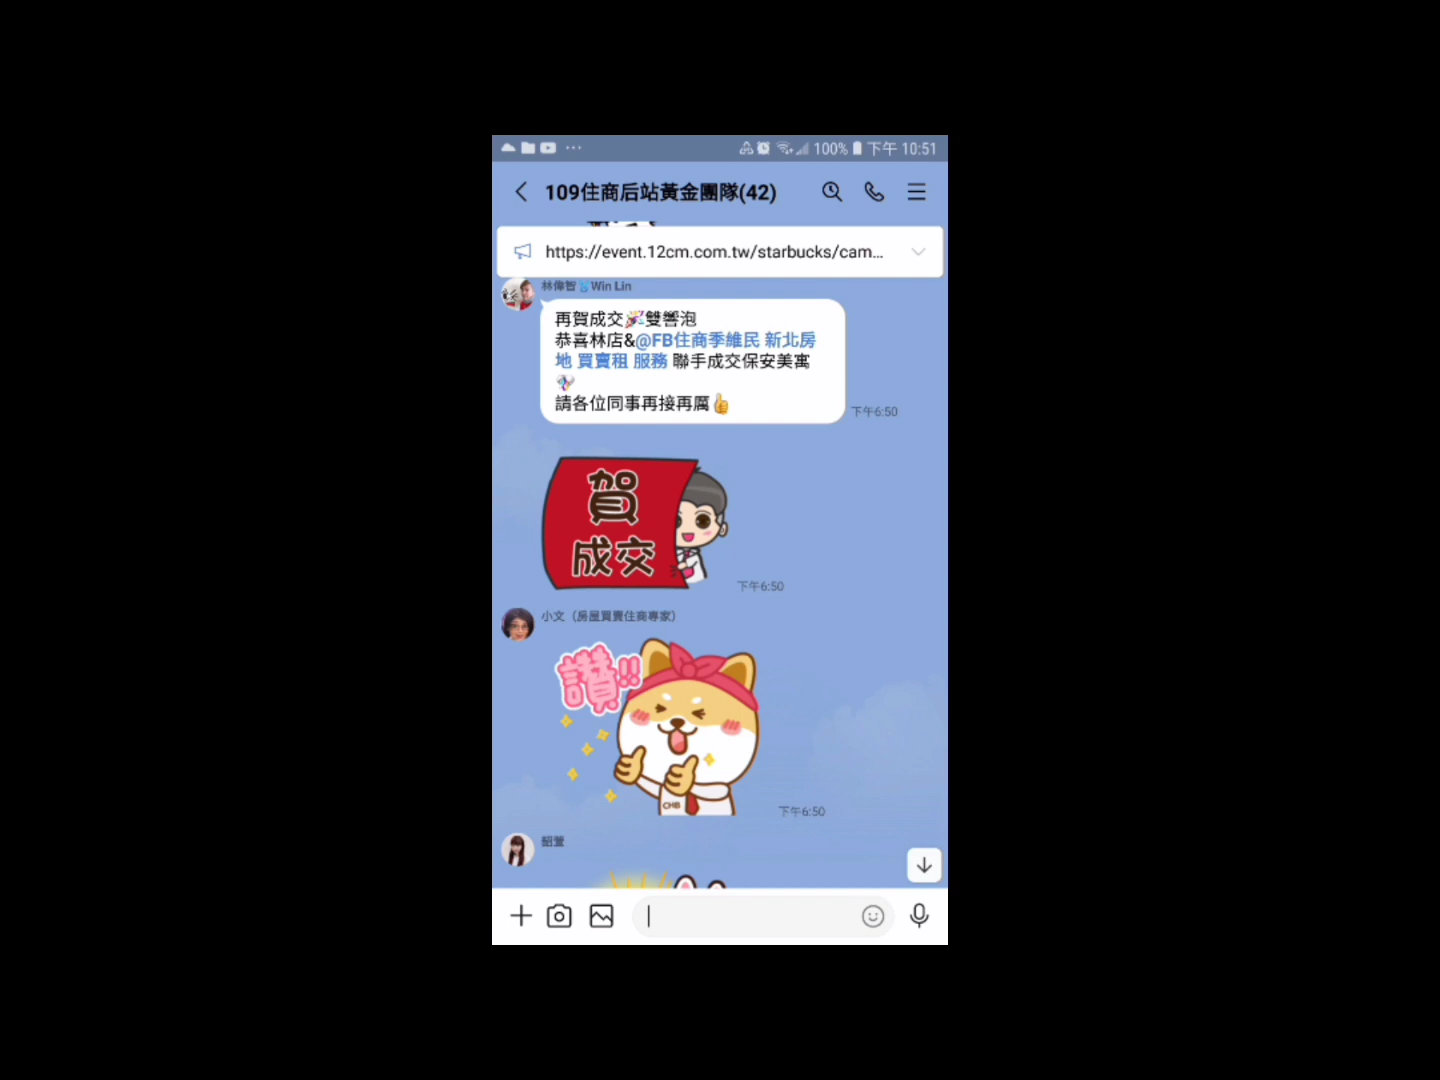 100% 下午 10:51
109住商后站黃金團隊(42)
https://event.12cm.com.tw/starbucks/cam...
林偉智 Win Lin
再賀成交🎉雙響泡
恭喜林店&@FB住商季維民 新北房
地 買賣租 服務 聯手成交保安美寓
🎊
請各位同事再接再厲👍
下午6:50
賀
成交
下午6:50
小文（房屋買賣住商專家）
讚!!
CHB
下午6:50
韶萱